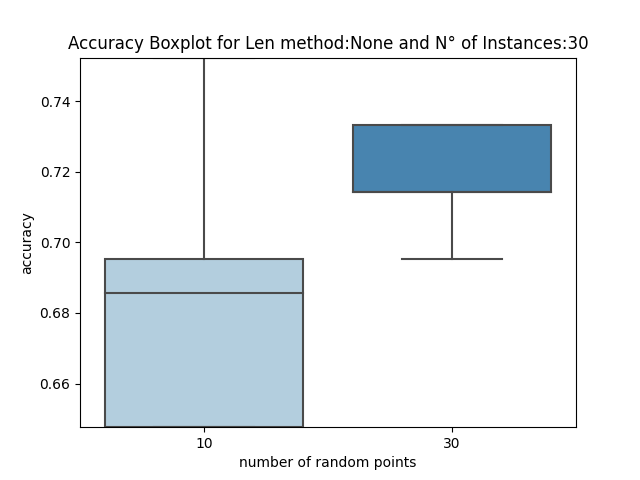 Accuracy Boxplot for Len method:None and N° of Instances:30
accuracy
0.74
0.72
0.70
0.68
0.66
10 30
number of random points